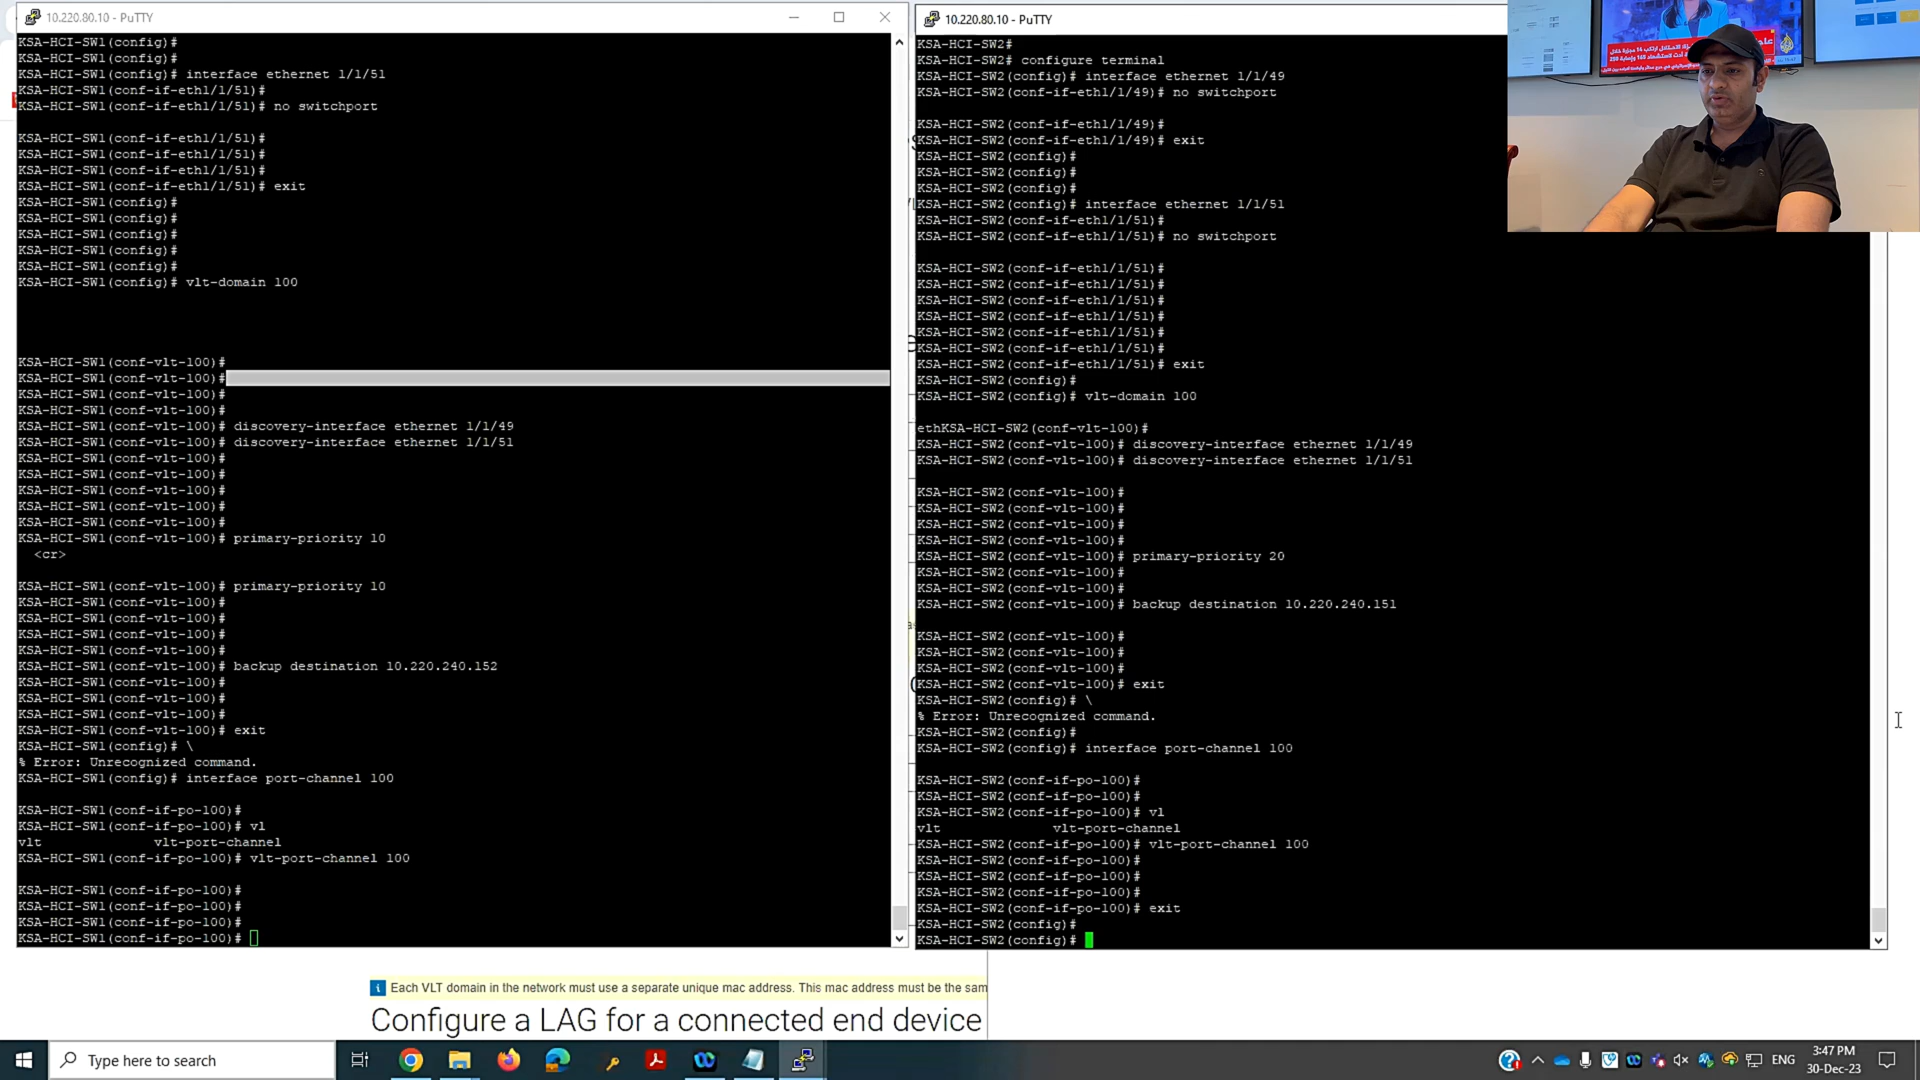 10.220.80.10 - PuTTY
KSA-HCI-SW1(config)#
KSA-HCI-SW1(config)#
KSA-HCI-SW1(config)# interface ethernet 1/1/51
KSA-HCI-SW1(conf-if-eth1/1/51)#
KSA-HCI-SW1(conf-if-eth1/1/51)# no switchport
KSA-HCI-SW1(conf-if-eth1/1/51)#
KSA-HCI-SW1(conf-if-eth1/1/51)#
KSA-HCI-SW1(conf-if-eth1/1/51)#
KSA-HCI-SW1(conf-if-eth1/1/51)# exit
KSA-HCI-SW1(config)#
KSA-HCI-SW1(config)#
KSA-HCI-SW1(config)#
KSA-HCI-SW1(config)#
KSA-HCI-SW1(config)#
KSA-HCI-SW1(config)# vlt-domain 100
KSA-HCI-SW1(conf-vlt-100)#
KSA-HCI-SW1(conf-vlt-100)#
KSA-HCI-SW1(conf-vlt-100)#
KSA-HCI-SW1(conf-vlt-100)#
KSA-HCI-SW1(conf-vlt-100)# discovery-interface ethernet 1/1/49
KSA-HCI-SW1(conf-vlt-100)# discovery-interface ethernet 1/1/51
KSA-HCI-SW1(conf-vlt-100)#
KSA-HCI-SW1(conf-vlt-100)#
KSA-HCI-SW1(conf-vlt-100)#
KSA-HCI-SW1(conf-vlt-100)#
KSA-HCI-SW1(conf-vlt-100)#
KSA-HCI-SW1(conf-vlt-100)# primary-priority 10
<cr>
KSA-HCI-SW1(conf-vlt-100)# primary-priority 10
KSA-HCI-SW1(conf-vlt-100)#
KSA-HCI-SW1(conf-vlt-100)#
KSA-HCI-SW1(conf-vlt-100)#
KSA-HCI-SW1(conf-vlt-100)#
KSA-HCI-SW1(conf-vlt-100)# backup destination 10.220.240.152
KSA-HCI-SW1(conf-vlt-100)#
KSA-HCI-SW1(conf-vlt-100)#
KSA-HCI-SW1(conf-vlt-100)#
KSA-HCI-SW1(conf-vlt-100)# exit
KSA-HCI-SW1(config)# \
% Error: Unrecognized command.
KSA-HCI-SW1(config)# interface port-channel 100
KSA-HCI-SW1(conf-if-po-100)#
KSA-HCI-SW1(conf-if-po-100)# vl
vlt vlt-port-channel
KSA-HCI-SW1(conf-if-po-100)# vlt-port-channel 100
KSA-HCI-SW1(conf-if-po-100)#
KSA-HCI-SW1(conf-if-po-100)#
KSA-HCI-SW1(conf-if-po-100)#
KSA-HCI-SW1(conf-if-po-100)#
10.220.80.10 - PuTTY
KSA-HCI-SW2#
KSA-HCI-SW2# configure terminal
KSA-HCI-SW2(config)# interface ethernet 1/1/49
KSA-HCI-SW2(conf-if-eth1/1/49)# no switchport
KSA-HCI-SW2(conf-if-eth1/1/49)#
KSA-HCI-SW2(conf-if-eth1/1/49)# exit
KSA-HCI-SW2(config)#
KSA-HCI-SW2(config)#
KSA-HCI-SW2(config)#
KSA-HCI-SW2(config)# interface ethernet 1/1/51
KSA-HCI-SW2(conf-if-eth1/1/51)#
KSA-HCI-SW2(conf-if-eth1/1/51)# no switchport
KSA-HCI-SW2(conf-if-eth1/1/51)#
KSA-HCI-SW2(conf-if-eth1/1/51)#
KSA-HCI-SW2(conf-if-eth1/1/51)#
KSA-HCI-SW2(conf-if-eth1/1/51)#
KSA-HCI-SW2(conf-if-eth1/1/51)#
KSA-HCI-SW2(conf-if-eth1/1/51)#
KSA-HCI-SW2(conf-if-eth1/1/51)# exit
KSA-HCI-SW2(config)#
KSA-HCI-SW2(config)# vlt-domain 100
ethKSA-HCI-SW2(conf-vlt-100)#
KSA-HCI-SW2(conf-vlt-100)# discovery-interface ethernet 1/1/49
KSA-HCI-SW2(conf-vlt-100)# discovery-interface ethernet 1/1/51
KSA-HCI-SW2(conf-vlt-100)#
KSA-HCI-SW2(conf-vlt-100)#
KSA-HCI-SW2(conf-vlt-100)#
KSA-HCI-SW2(conf-vlt-100)#
KSA-HCI-SW2(conf-vlt-100)# primary-priority 20
KSA-HCI-SW2(conf-vlt-100)#
KSA-HCI-SW2(conf-vlt-100)#
KSA-HCI-SW2(conf-vlt-100)# backup destination 10.220.240.151
KSA-HCI-SW2(conf-vlt-100)#
KSA-HCI-SW2(conf-vlt-100)#
KSA-HCI-SW2(conf-vlt-100)#
KSA-HCI-SW2(conf-vlt-100)# exit
KSA-HCI-SW2(config)# \
% Error: Unrecognized command.
KSA-HCI-SW2(config)#
KSA-HCI-SW2(config)# interface port-channel 100
KSA-HCI-SW2(conf-if-po-100)#
KSA-HCI-SW2(conf-if-po-100)#
KSA-HCI-SW2(conf-if-po-100)# vl
vlt vlt-port-channel
KSA-HCI-SW2(conf-if-po-100)# vlt-port-channel 100
KSA-HCI-SW2(conf-if-po-100)#
KSA-HCI-SW2(conf-if-po-100)#
KSA-HCI-SW2(conf-if-po-100)#
KSA-HCI-SW2(conf-if-po-100)# exit
KSA-HCI-SW2(config)#
KSA-HCI-SW2(config)#
Each VLT domain in the network must use a separate unique mac address. This mac address must be the sam
Configure a LAG for a connected end device
Type here to search
ENG
3:47 PM
30-Dec-23